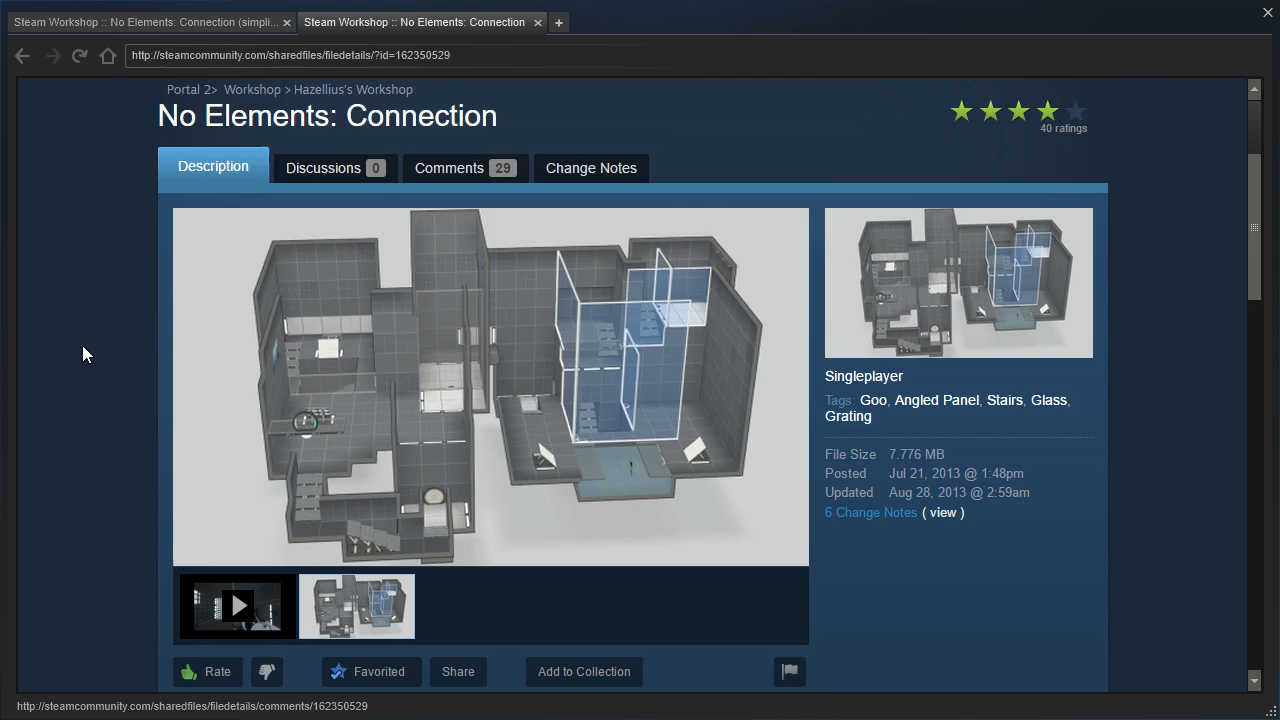 Steam Workshop :: No Elements: Connection (simpli... ×
Steam Workshop :: No Elements: Connection ×
+
http://steamcommunity.com/sharedfiles/filedetails/?id=162350529
Portal 2> Workshop > Hazellius's Workshop
No Elements: Connection
40 ratings
Description
Discussions 0
Comments 29
Change Notes
Singleplayer
Tags: Goo, Angled Panel, Stairs, Glass,
Grating
File Size 7.776 MB
Posted Jul 21, 2013 @ 1:48pm
Updated Aug 28, 2013 @ 2:59am
6 Change Notes ( view )
Rate
Favorited
Share
Add to Collection
http://steamcommunity.com/sharedfiles/filedetails/comments/162350529